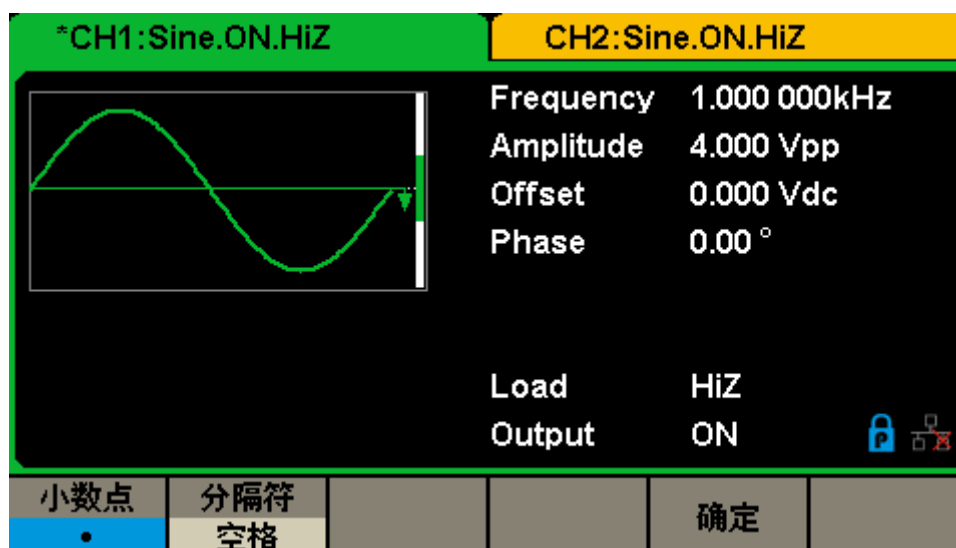 *CH1:Sine.ON.HiZ
CH2:Sine.ON.HiZ
Frequency 1.000 000kHz
Amplitude 4.000 Vpp
Offset 0.000 Vdc
Phase 0.00 °
Load HiZ
Output ON
小数点 分隔符 确定
• 空格